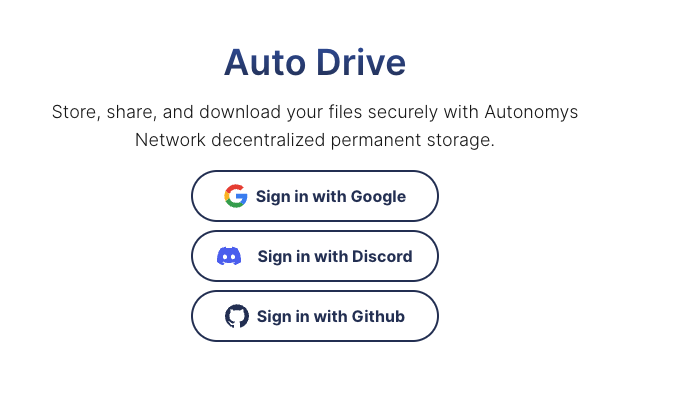 Auto Drive
Store, share, and download your files securely with Autonomys
Network decentralized permanent storage.
Sign in with Google
Sign in with Discord
Sign in with Github